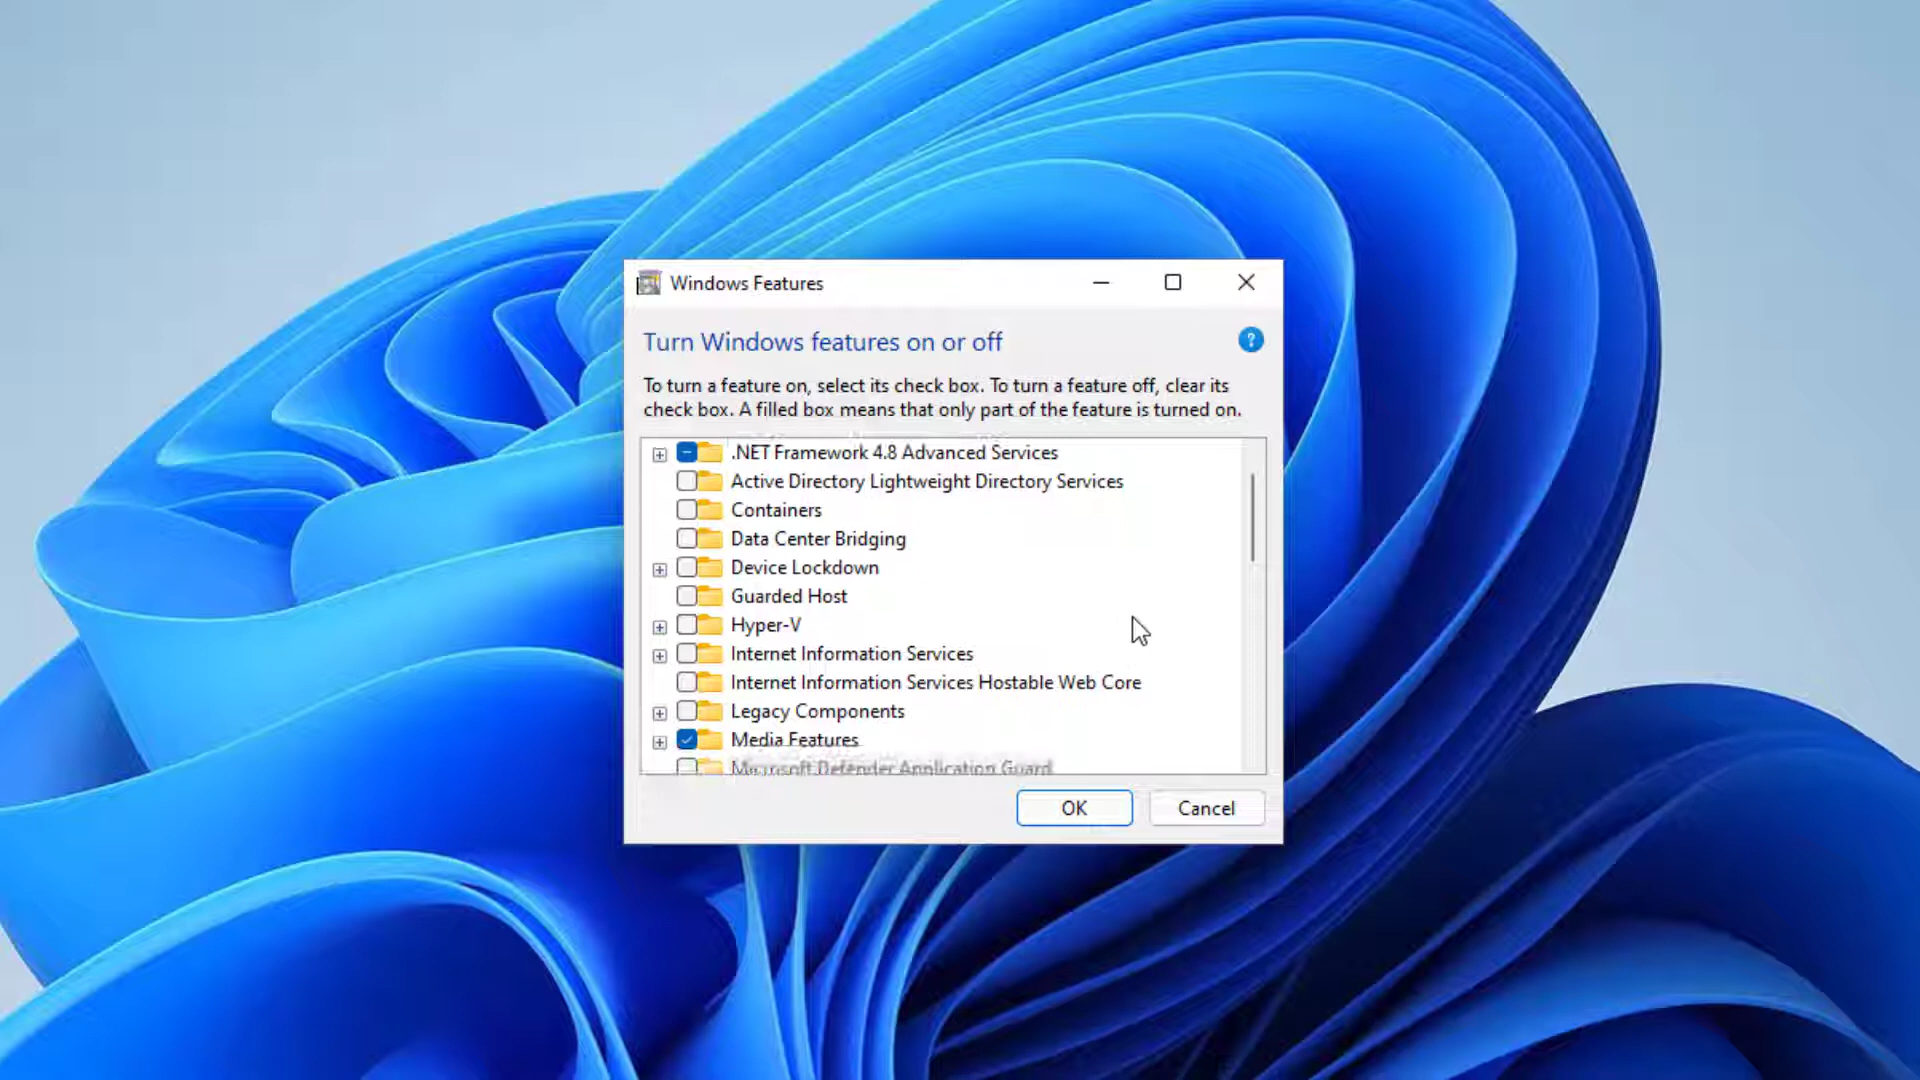 Windows Features
Turn Windows features on or off
?
To turn a feature on, select its check box. To turn a feature off, clear its
check box. A filled box means that only part of the feature is turned on.
.NET Framework 4.8 Advanced Services
Active Directory Lightweight Directory Services
Containers
Data Center Bridging
Device Lockdown
Guarded Host
Hyper-V
Internet Information Services
Internet Information Services Hostable Web Core
Legacy Components
Media Features
Microsoft Defender Application Guard
OK
Cancel